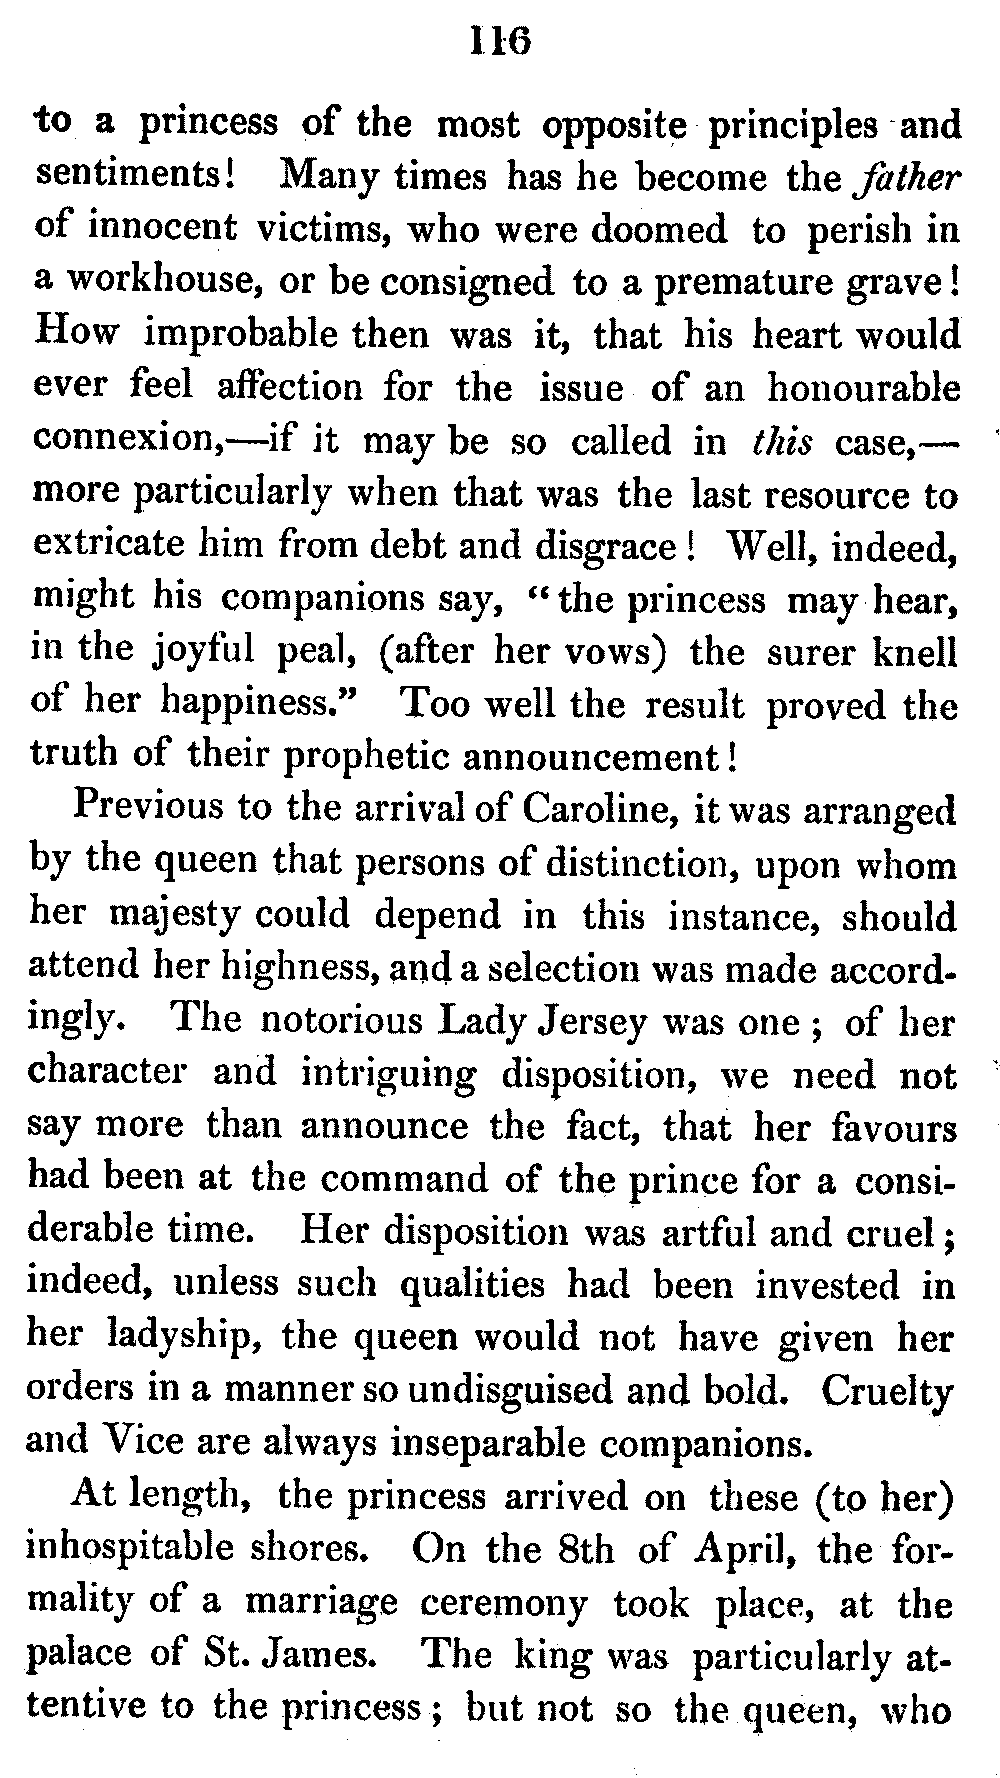 116
to a princess of the most opposite principles and
sentiments! Many times has he become the father
of innocent victims, who were doomed to perish in
a workhouse, or be consigned to a premature grave!
How improbable then was it, that his heart would
ever feel affection for the issue of an honourable
connexion,—if it may be so called in this case,—
more particularly when that was the last resource to
extricate him from debt and disgrace! Well, indeed,
might his companions say, “the princess may hear,
in the joyful peal, (after her vows) the surer knell
of her happiness.” Too well the result proved the
truth of their prophetic announcement!
Previous to the arrival of Caroline, it was arranged
by the queen that persons of distinction, upon whom
her majesty could depend in this instance, should
attend her highness, and a selection was made accord-
ingly. The notorious Lady Jersey was one; of her
character and intriguing disposition, we need not
say more than announce the fact, that her favours
had been at the command of the prince for a consi-
derable time. Her disposition was artful and cruel;
indeed, unless such qualities had been invested in
her ladyship, the queen would not have given her
orders in a manner so undisguised and bold. Cruelty
and Vice are always inseparable companions.
At length, the princess arrived on these (to her)
inhospitable shores. On the 8th of April, the for-
mality of a marriage ceremony took place, at the
palace of St. James. The king was particularly at-
tentive to the princess; but not so the queen, who